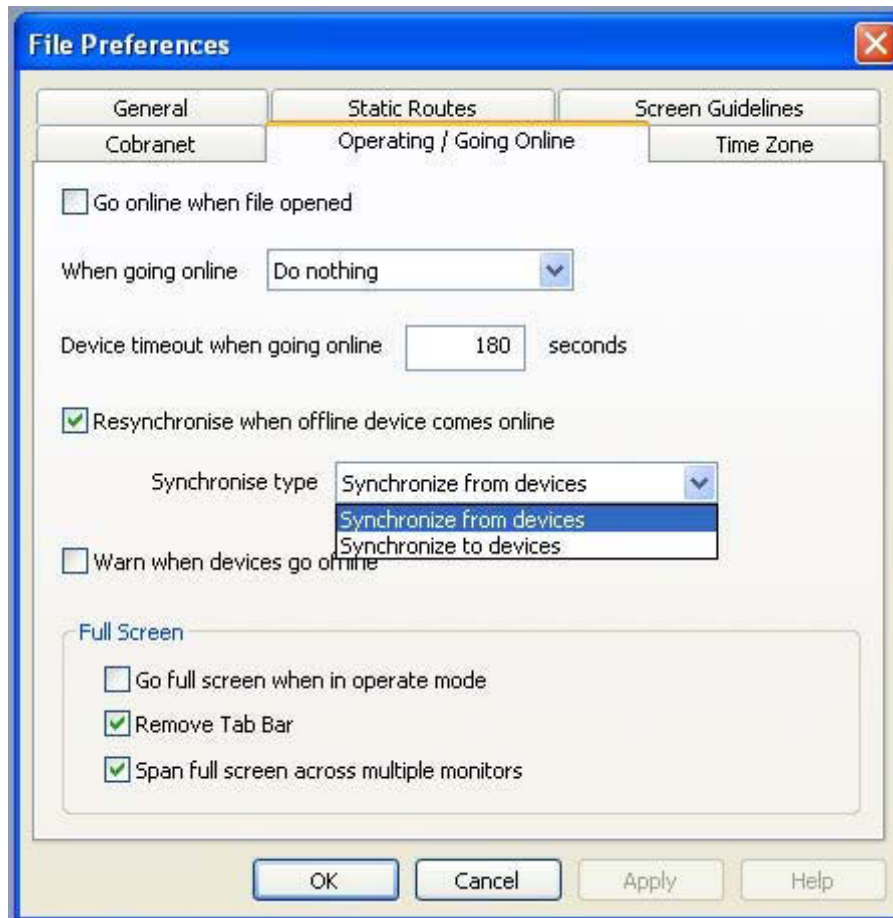 File Preferences
General Static Routes Screen Guidelines
Cobranet Operating / Going Online Time Zone
Go online when file opened
When going online Do nothing
Device timeout when going online 180 seconds
Resynchronise when offline device comes online
Synchronise type Synchronize from devices
Synchronize from devices
Synchronize to devices
Warn when devices go offline
Full Screen
Go full screen when in operate mode
Remove Tab Bar
Span full screen across multiple monitors
OK Cancel Apply Help